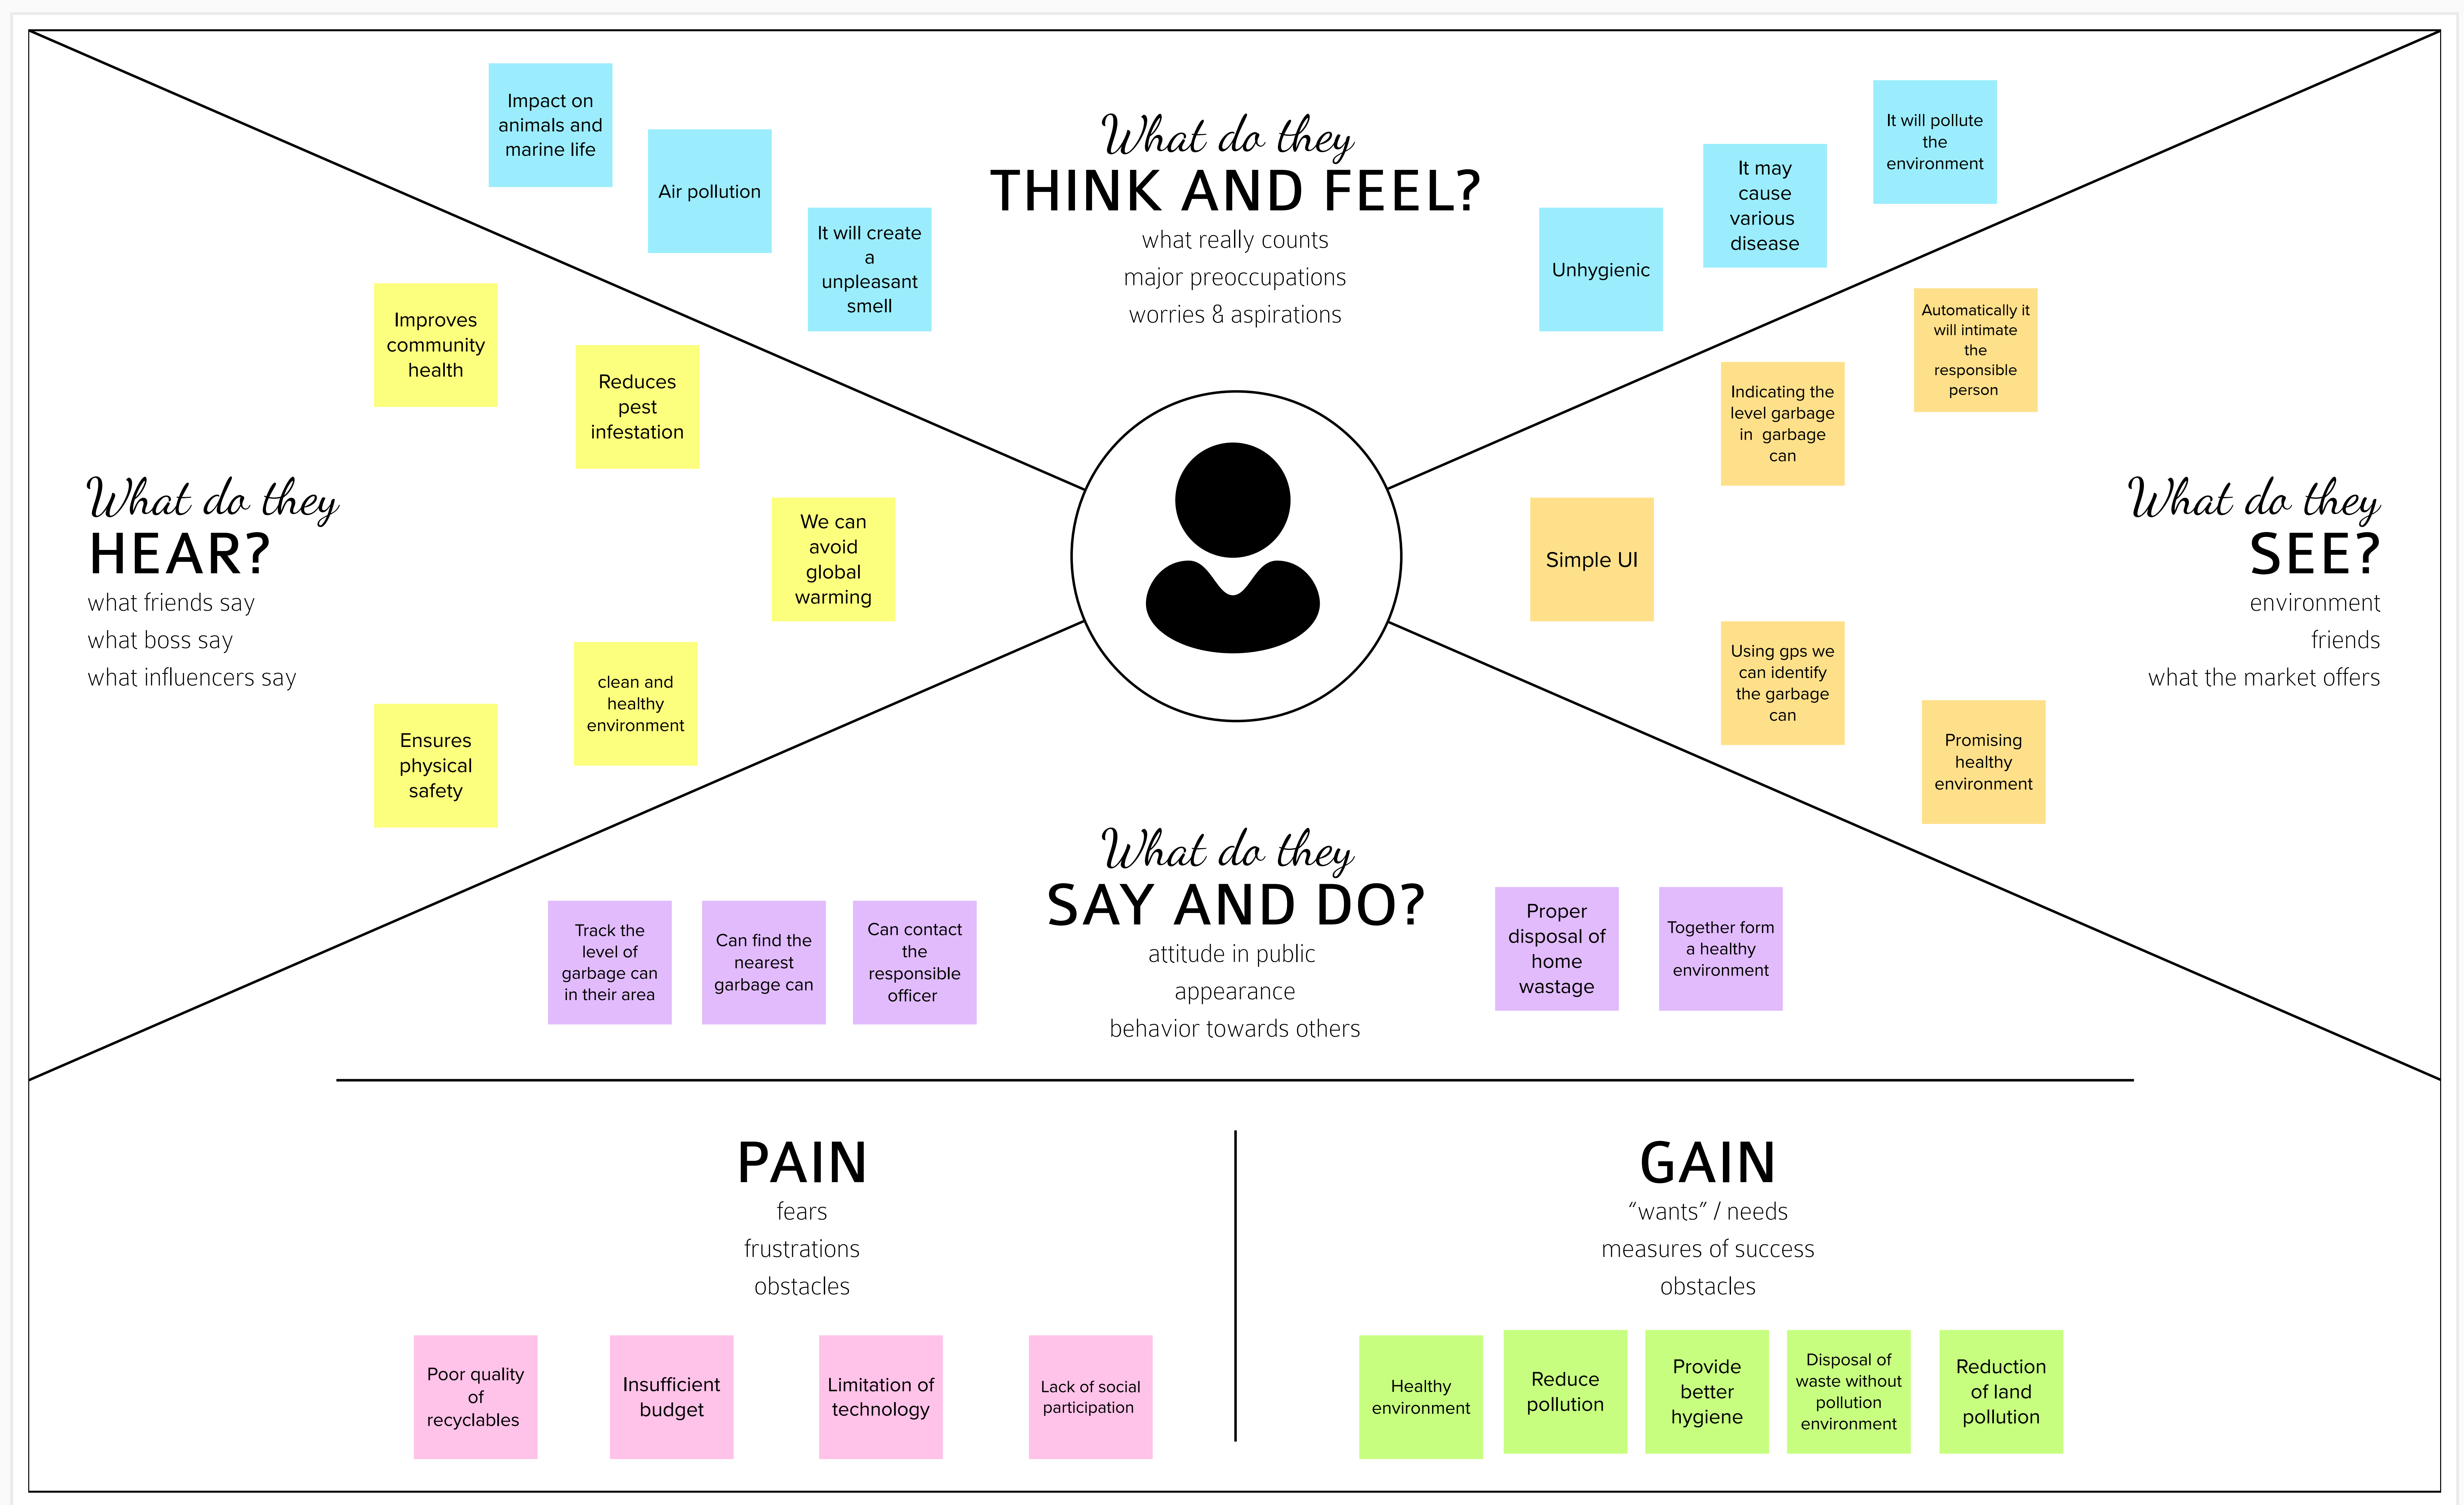 Impact on
animals and
marine life
Air pollution
It will create
a
unpleasant
smell
What do they
THINK AND FEEL?
what really counts
major preoccupations
worries & aspirations
Unhygienic
It may
cause
various
disease
It will pollute
the
environment
Improves
community
health
Reduces
pest
infestation
We can
avoid
global
warming
clean and
healthy
environment
Ensures
physical
safety
What do they
HEAR?
what friends say
what boss say
what influencers say
Automatically it
will intimate
the
responsible
person
Indicating the
level garbage
in garbage
can
Simple UI
Using gps we
can identify
the garbage
can
Promising
healthy
environment
What do they
SEE?
environment
friends
what the market offers
Track the
level of
garbage can
in their area
Can find the
nearest
garbage can
Can contact
the
responsible
officer
What do they
SAY AND DO?
attitude in public
appearance
behavior towards others
Proper
disposal of
home
wastage
Together form
a healthy
environment
PAIN
fears
frustrations
obstacles
Poor quality
of
recyclables
Insufficient
budget
Limitation of
technology
Lack of social
participation
GAIN
“wants” / needs
measures of success
obstacles
Healthy
environment
Reduce
pollution
Provide
better
hygiene
Disposal of
waste without
pollution
environment
Reduction
of land
pollution